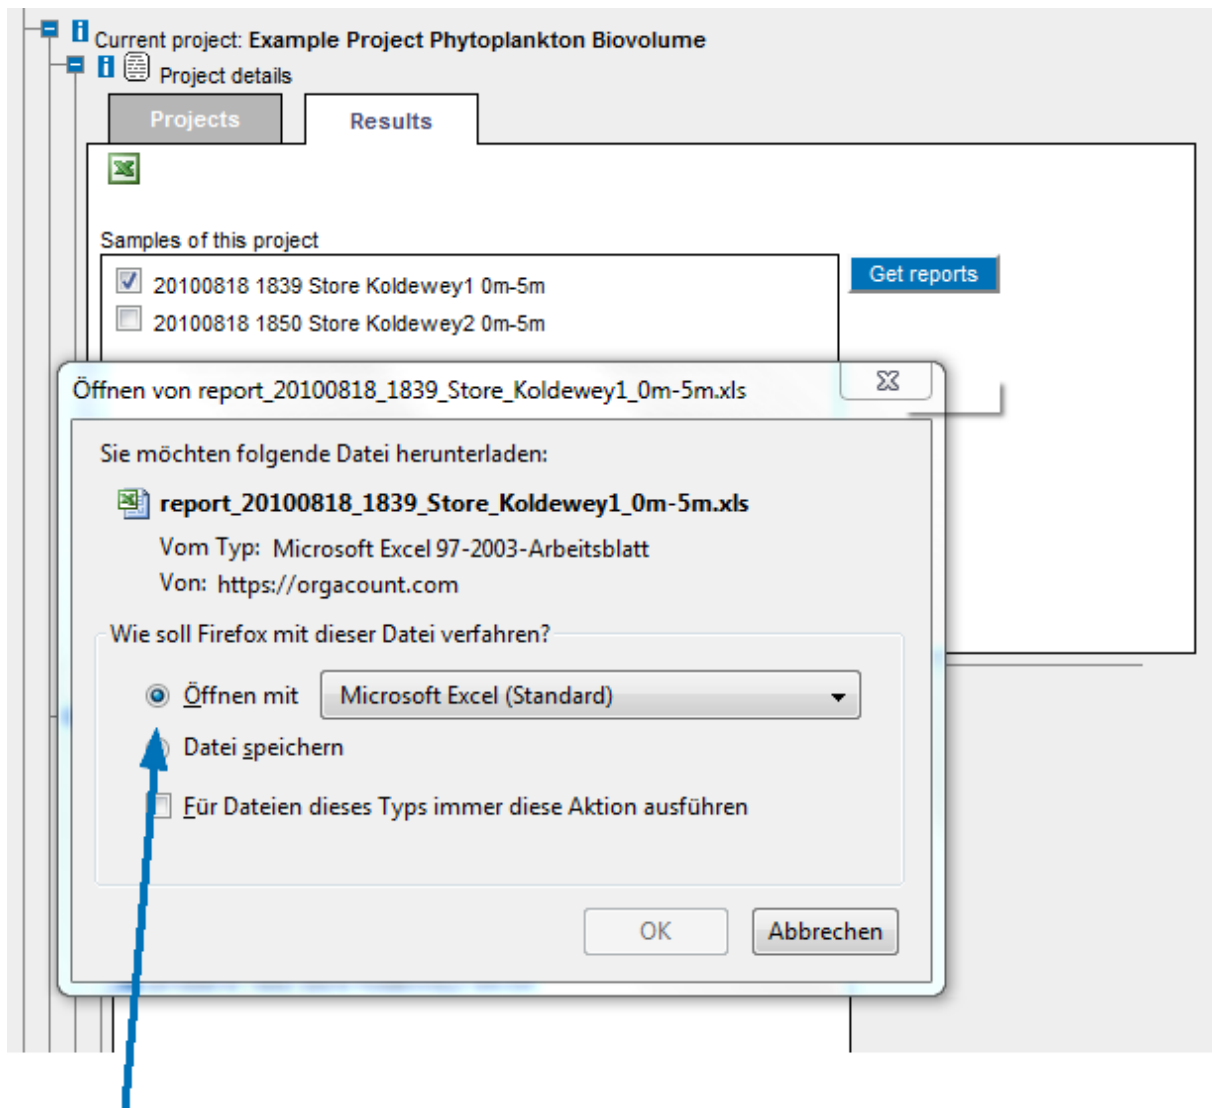 Current project: Example Project Phytoplankton Biovolume
Project details
Projects Results
Samples of this project
20100818 1839 Store Koldewey1 0m-5m
Get reports
20100818 1850 Store Koldewey2 0m-5m
Öffnen von report_20100818_1839_Store_Koldewey1_0m-5m.xls
Sie möchten folgende Datei herunterladen:
report_20100818_1839_Store_Koldewey1_0m-5m.xls
Vom Typ: Microsoft Excel 97-2003-Arbeitsblatt
Von: https://orgacount.com
Wie soll Firefox mit dieser Datei verfahren?
Öffnen mit Microsoft Excel (Standard)
Datei speichern
Für Dateien dieses Typs immer diese Aktion ausführen
OK Abbrechen